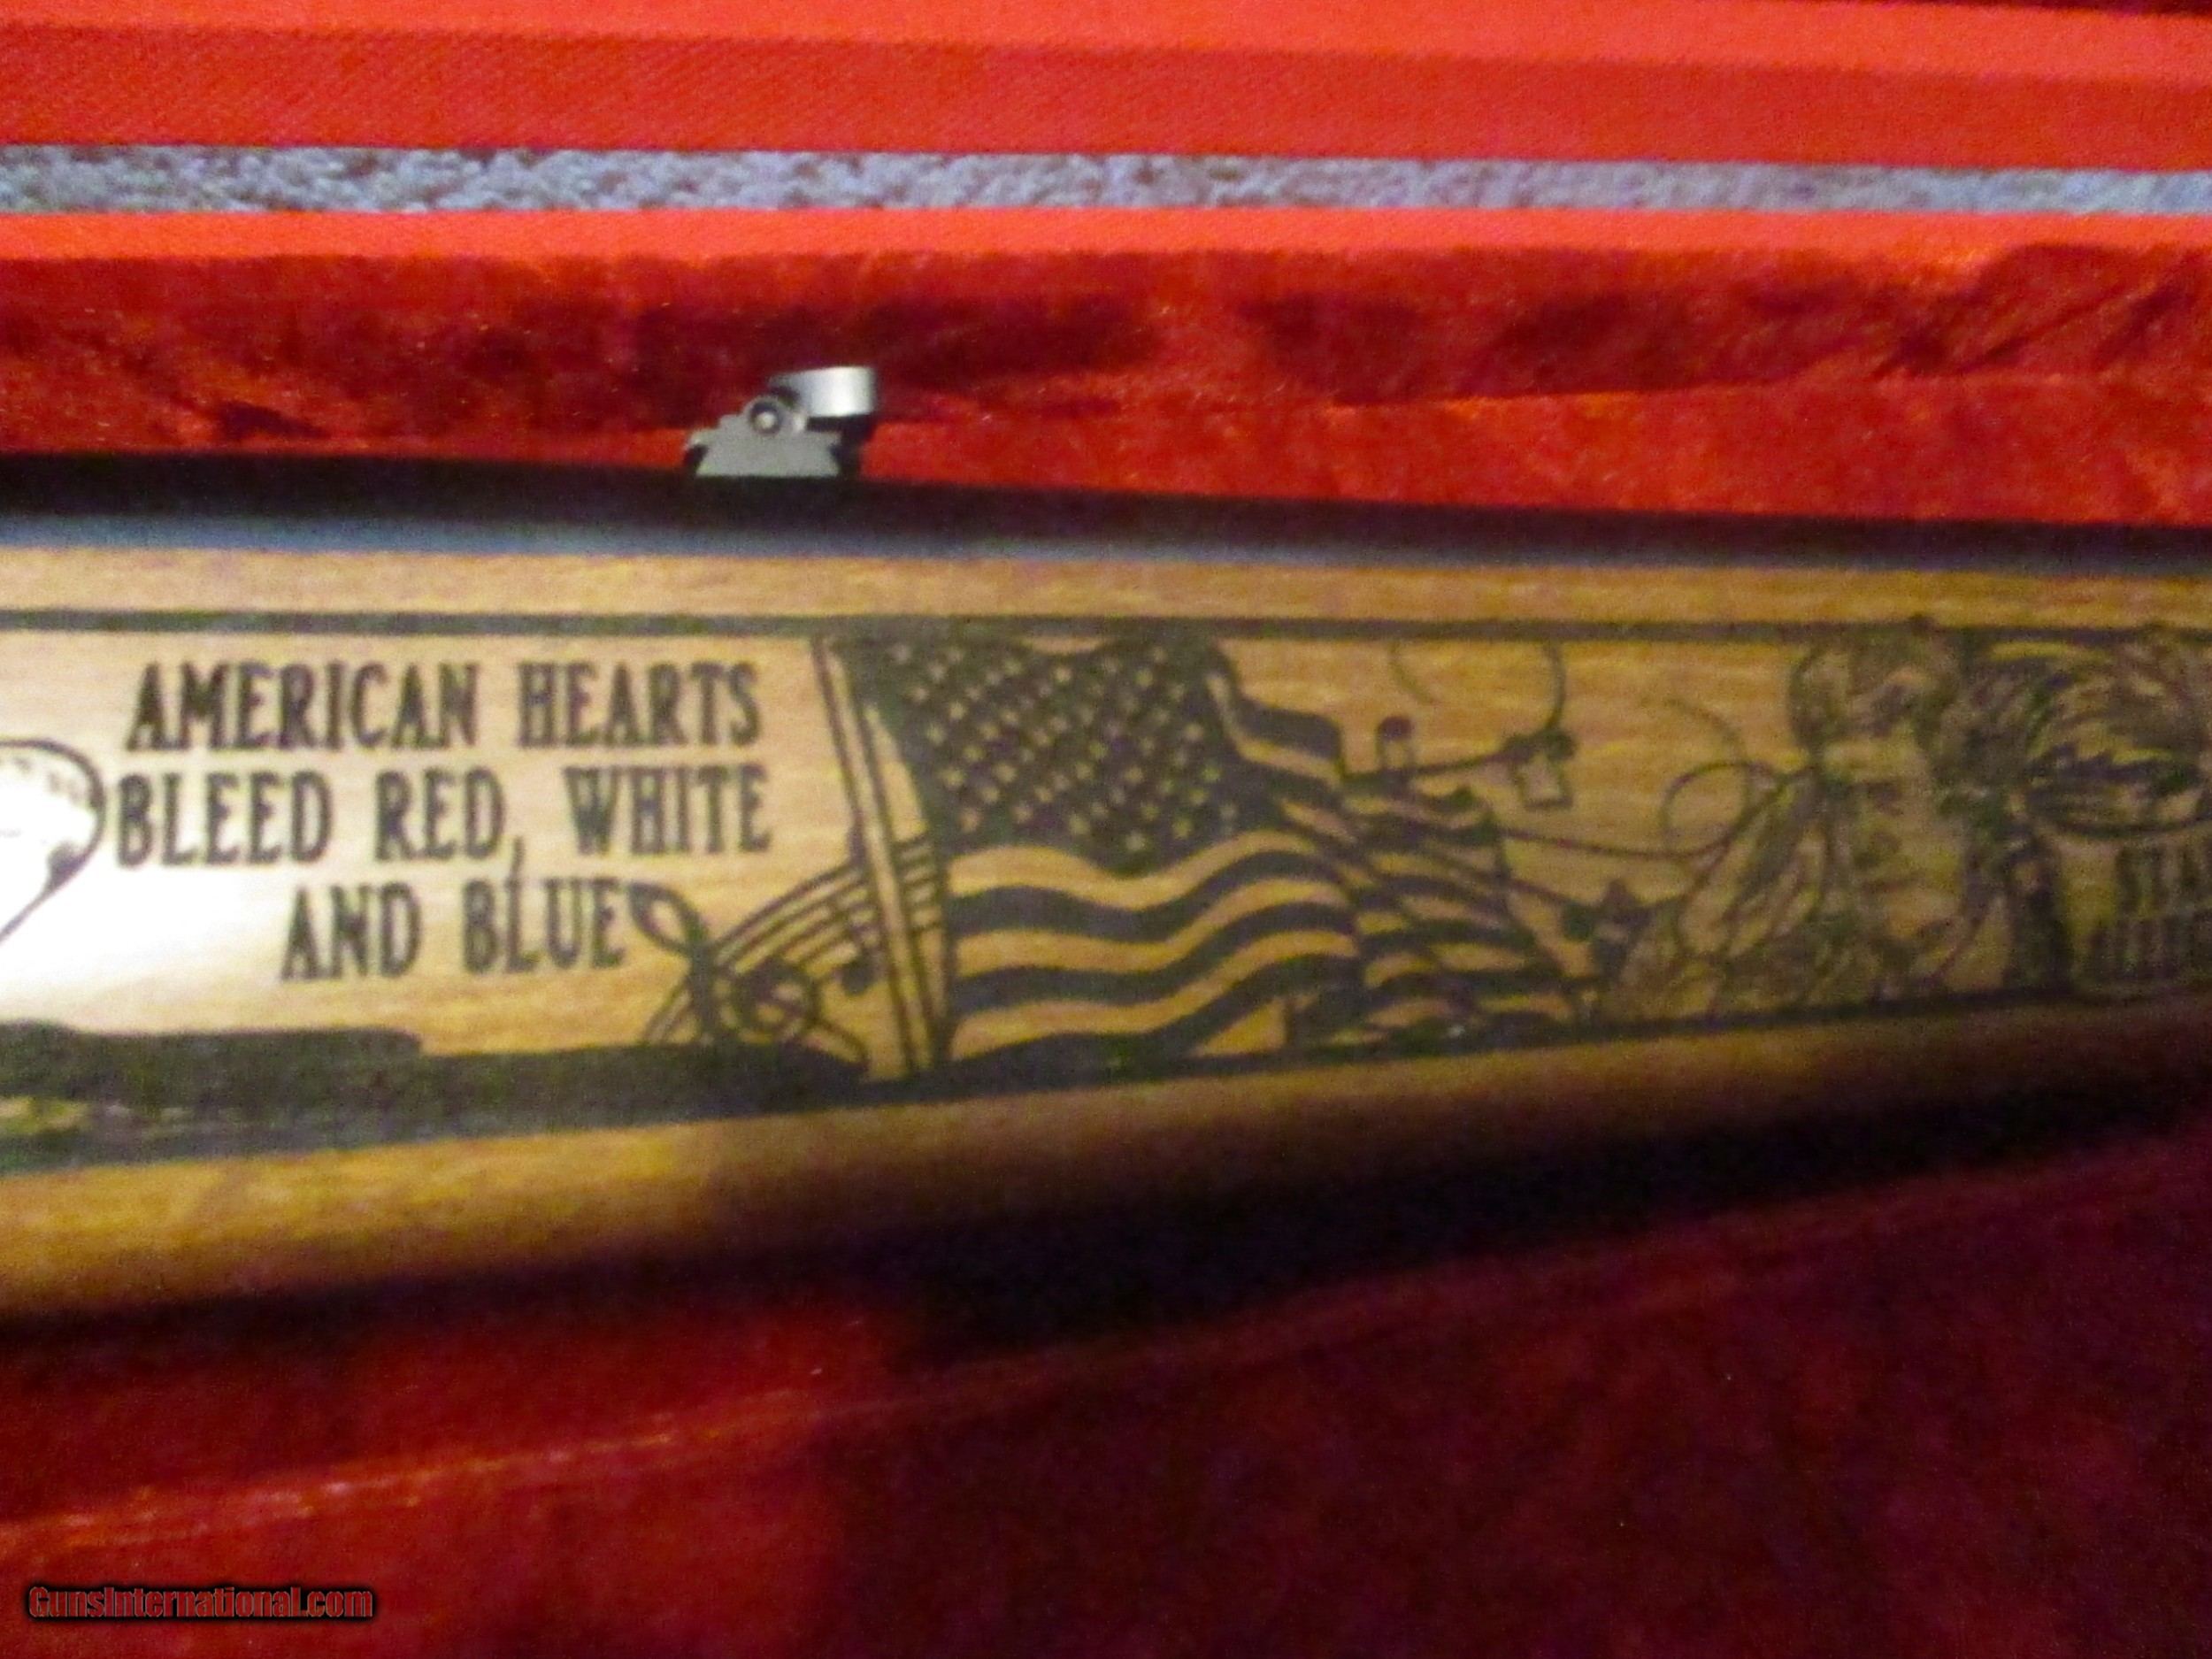 AMERICAN HEARTS
BLEED RED, WHITE
AND BLUE
GunsInternational.com